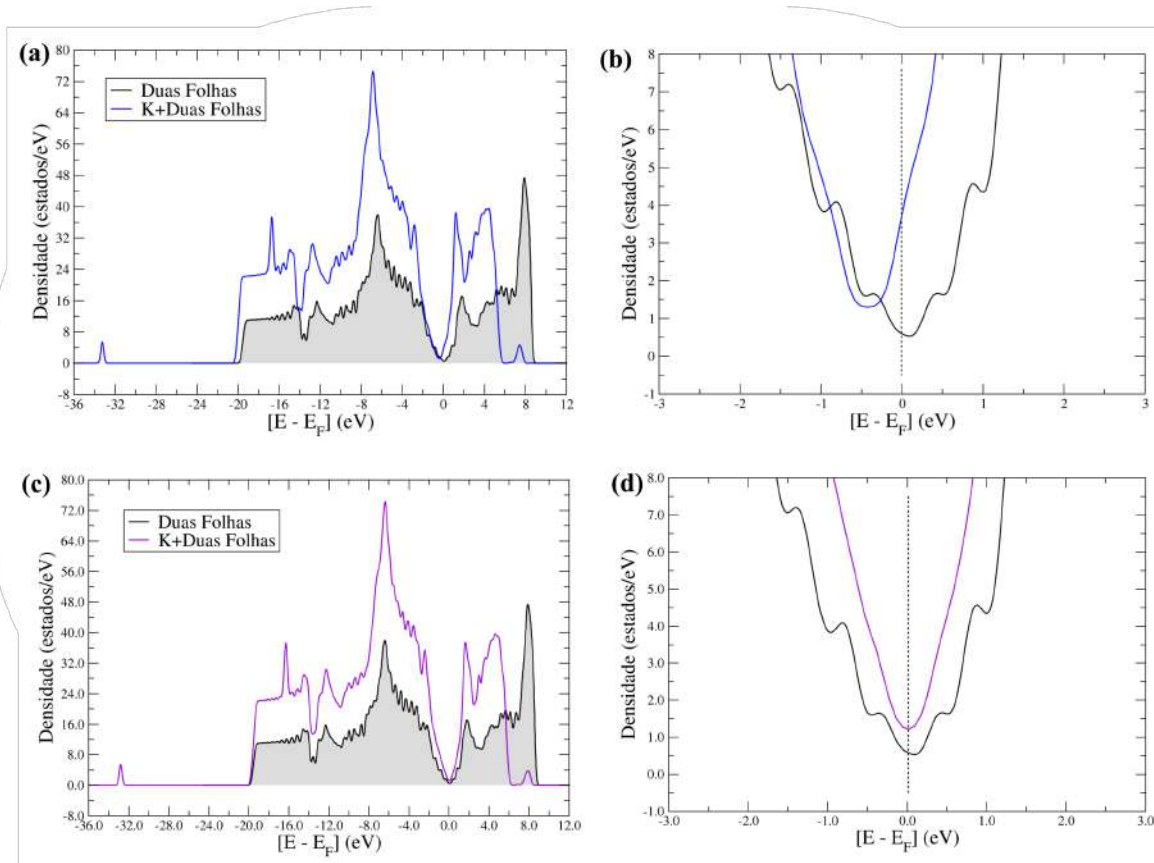 (a)
80
72
64
56
48
40
32
24
16
8
0
-8
Densidade (estados/eV)
Duas Folhas
K+Duas Folhas
-36 -32 -28 -24 -20 -16 -12 -8 -4 0 4 8 12
[E - E_F] (eV)
(b)
8
7
6
5
4
3
2
1
0
-1
Densidade (estados/eV)
-3 -2 -1 0 1 2 3
[E - E_F] (eV)
(c)
80.0
72.0
64.0
56.0
48.0
40.0
32.0
24.0
16.0
8.0
0.0
-8.0
Densidade (estados/eV)
Duas Folhas
K+Duas Folhas
-36.0 -32.0 -28.0 -24.0 -20.0 -16.0 -12.0 -8.0 -4.0 0.0 4.0 8.0 12.0
[E - E_F] (eV)
(d)
8.0
7.0
6.0
5.0
4.0
3.0
2.0
1.0
0.0
-1.0
Densidade (estados/eV)
-3.0 -2.0 -1.0 0.0 1.0 2.0 3.0
[E - E_F] (eV)